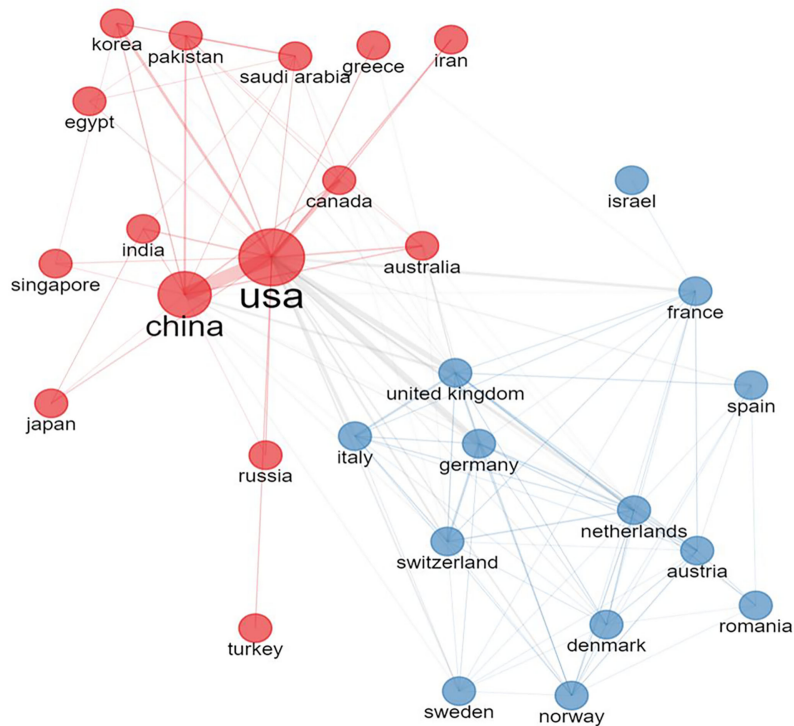 korea
pakistan
saudi arabia
greece
iran
egypt
canada
israel
india
australia
singapore
usa
china
france
united kingdom
spain
japan
italy
germany
russia
netherlands
switzerland
austria
romania
denmark
turkey
sweden
norway